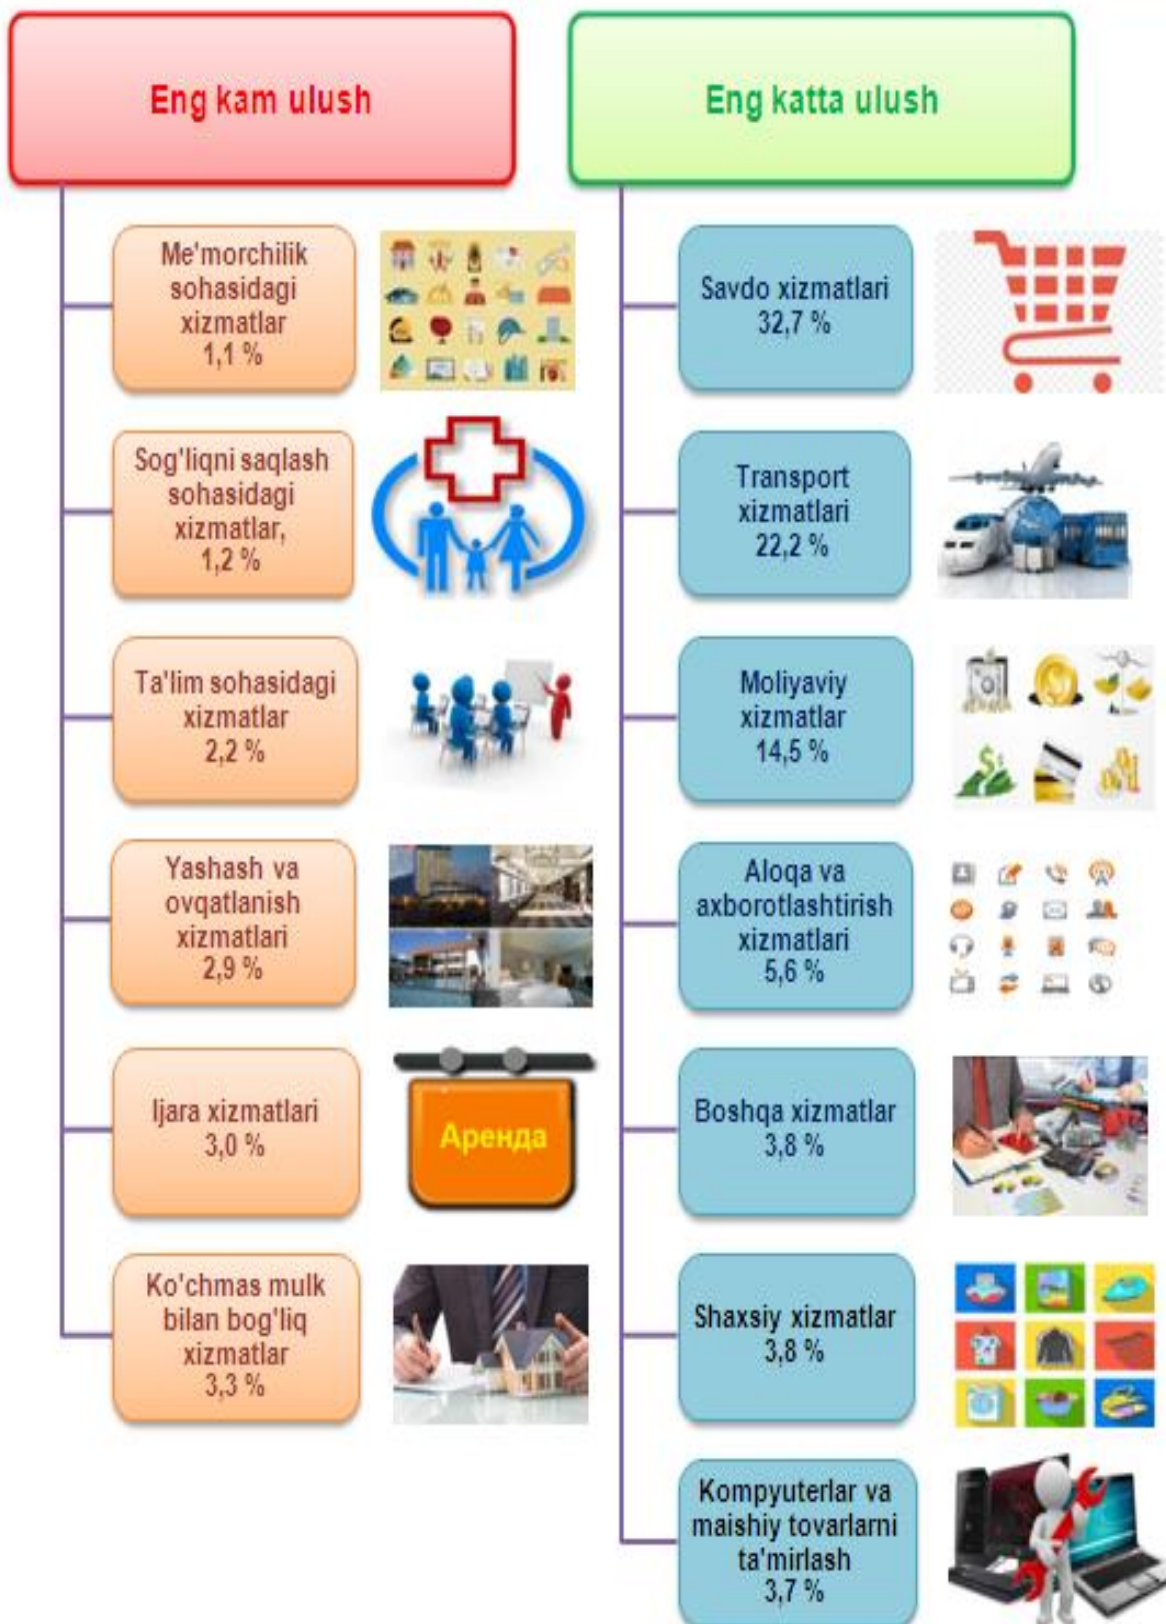 Eng kam ulush
Me'morchilik
sohasidagi
xizmatlar
1,1 %
Sog'liqni saqlash
sohasidagi
xizmatlar,
1,2 %
Ta'lim sohasidagi
xizmatlar
2,2 %
Yashash va
ovqatlanish
xizmatlari
2,9 %
Ijara xizmatlari
3,0 %
Аренда
Ko'chmas mulk
bilan bog'liq
xizmatlar
3,3 %
Eng katta ulush
Savdo xizmatlari
32,7 %
Transport
xizmatlari
22,2 %
Moliyaviy
xizmatlar
14,5 %
Aloqa va
axborotlashtirish
xizmatlari
5,6 %
Boshqa xizmatlar
3,8 %
Shaxsiy xizmatlar
3,8 %
Kompyuterlar va
maishiy tovarlarni
ta'mirlash
3,7 %